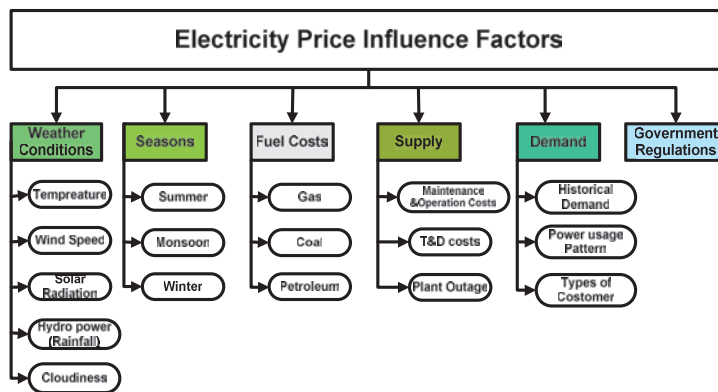 Electricity Price Influence Factors
Weather
Conditions
Seasons
Fuel Costs
Supply
Demand
Government
Regulations
Tempreature
Wind Speed
Solar
Radiation
Hydro power
(Rainfall)
Cloudiness
Summer
Monsoon
Winter
Gas
Coal
Petroleum
Maintenance
&Operation Costs
T&D costs
Plant Outage
Historical
Demand
Power usage
Pattern
Types of
Costomer